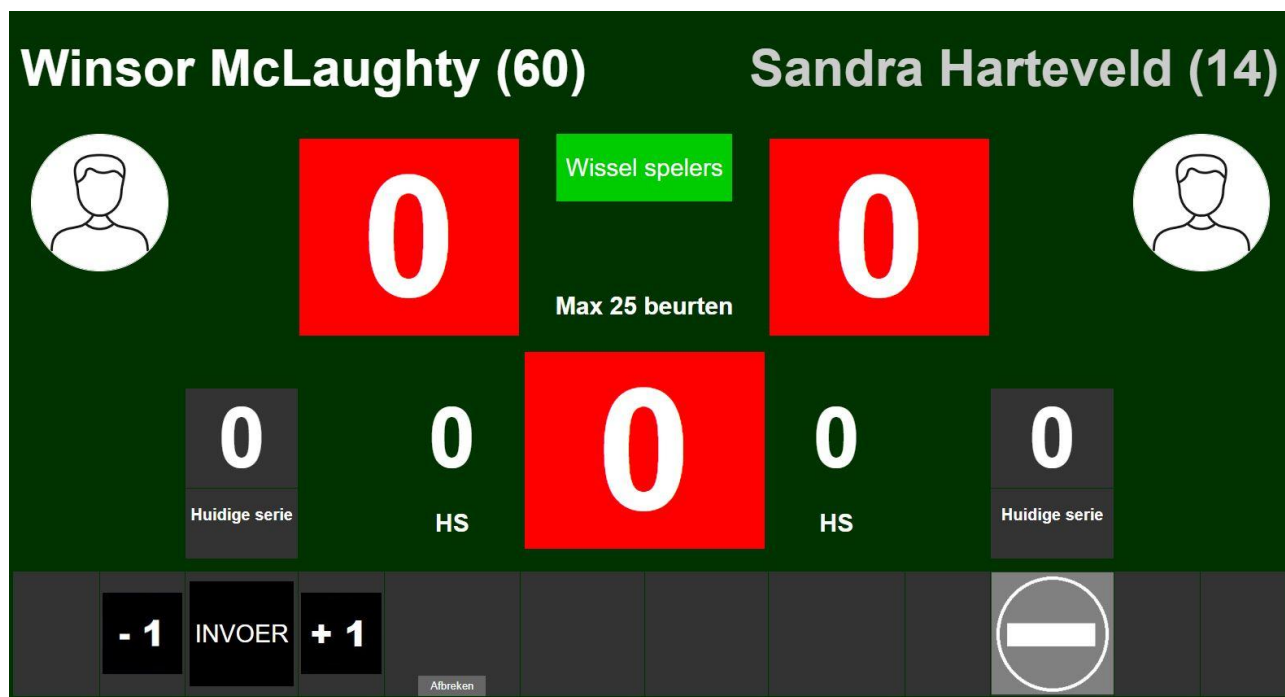 Winsor McLaughty (60)
Sandra Harteveld (14)
0
Wissel spelers
0
Max 25 beurten
0
0
0
0
0
Huidige serie
HS
HS
Huidige serie
- 1
INVOER
+ 1
Afbreken